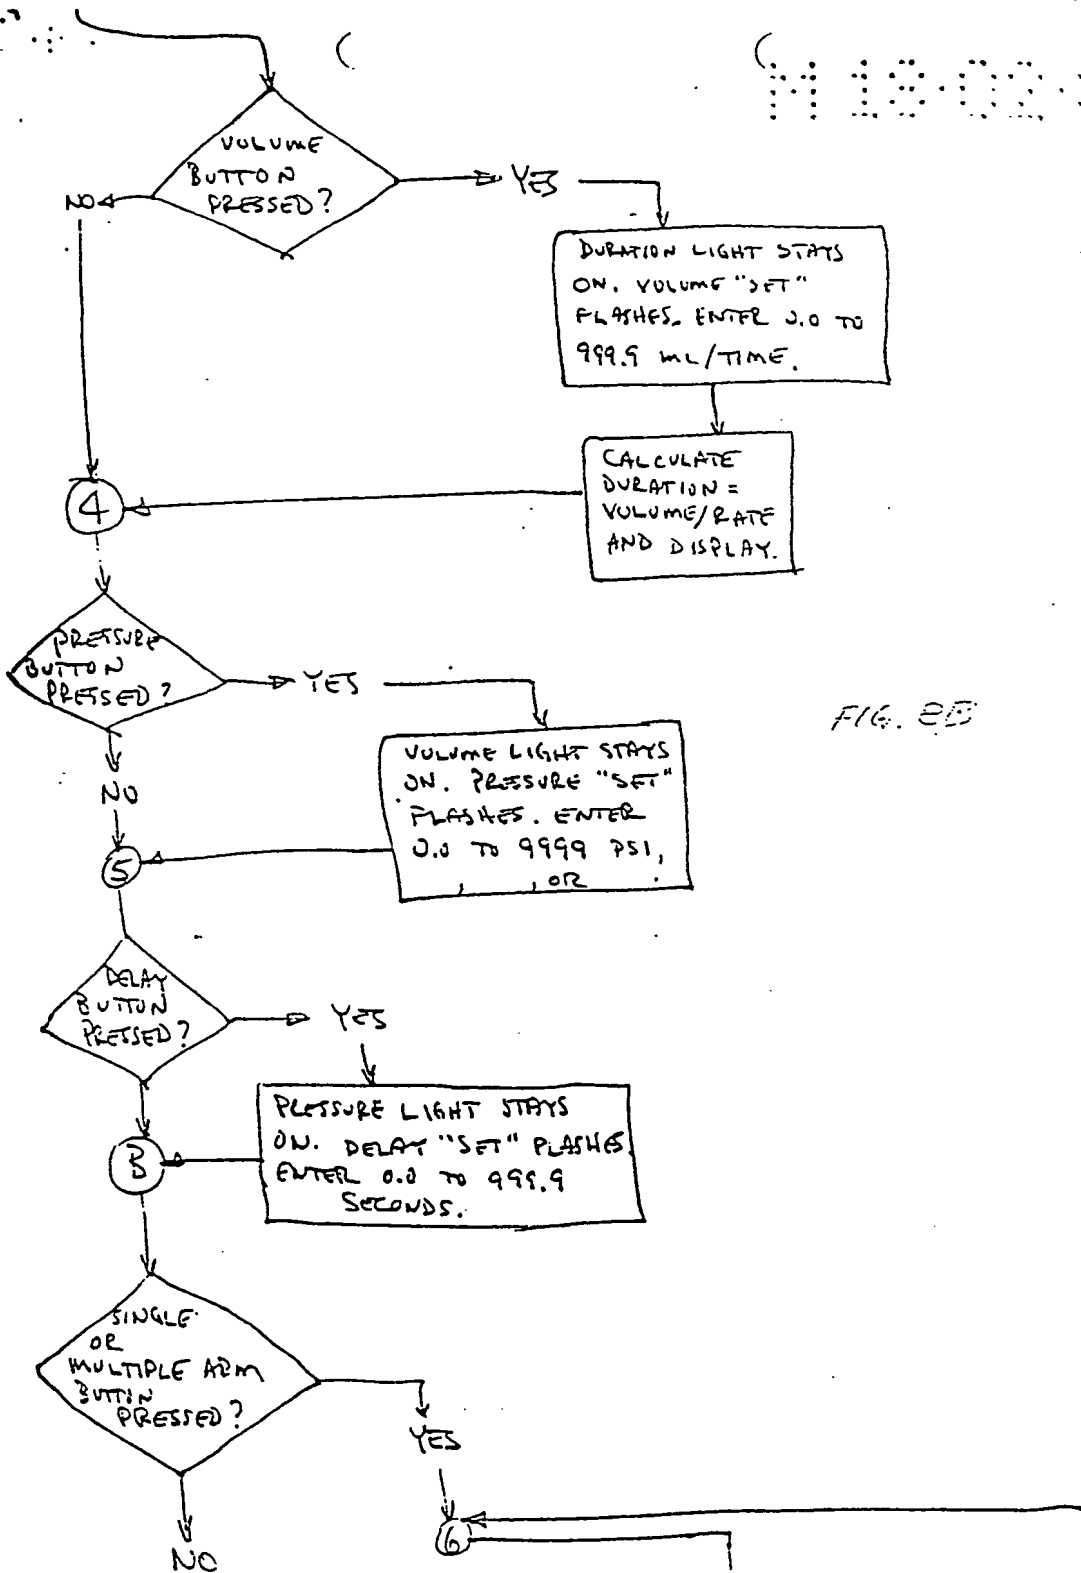 M 13·02·
VOLUME
BUTTON
PRESSED?
NO
YES
DURATION LIGHT STAYS
ON. VOLUME "SET"
FLASHES. ENTER 0.0 TO
999.9 mL/TIME.
CALCULATE
DURATION =
VOLUME/RATE
AND DISPLAY.
4
PRESSURE
BUTTON
PRESSED?
YES
NO
VOLUME LIGHT STAYS
ON. PRESSURE "SET"
FLASHES. ENTER
0.0 TO 9999 PSI,
, , OR .
FIG. 8B
5
DELAY
BUTTON
PRESSED?
YES
PRESSURE LIGHT STAYS
ON. DELAY "SET" FLASHES.
ENTER 0.0 TO 999.9
SECONDS.
3
SINGLE
OR
MULTIPLE ARM
BUTTON
PRESSED?
YES
6
NO